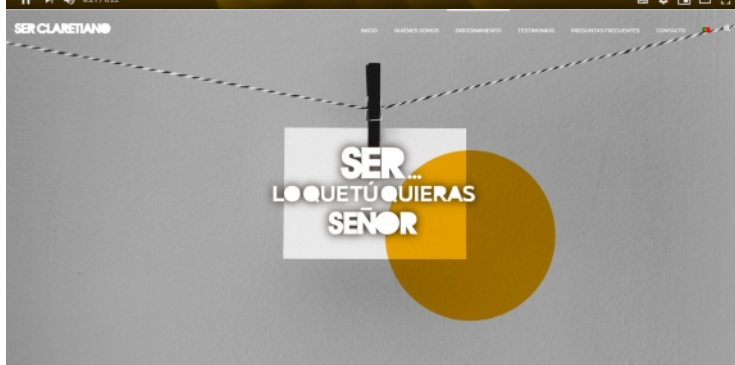 SER CLARETIANO
INICIO QUIÉNES SOMOS DISCERNIMIENTO TESTIMONIOS PREGUNTAS FRECUENTES CONTACTO
SER...
LO QUE TÚ QUIERAS
SEÑOR